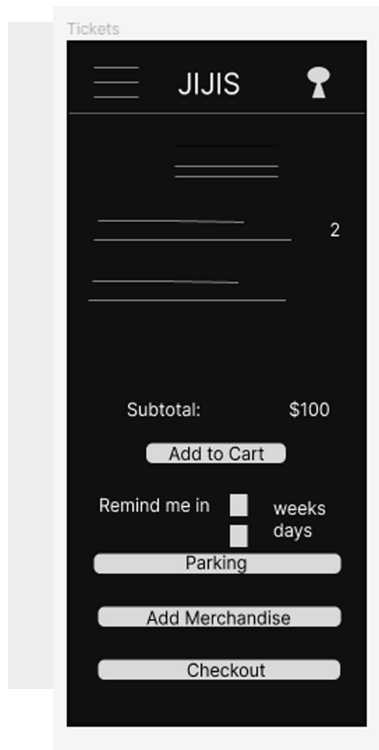 Tickets
JIJIS
2
Subtotal: $100
Add to Cart
Remind me in weeks
days
Parking
Add Merchandise
Checkout